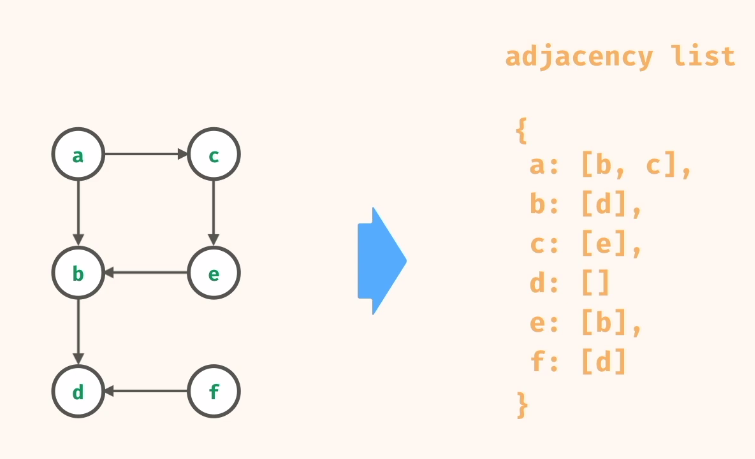 adjacency list
a
c
b
e
d
f
{
a: [b, c],
b: [d],
c: [e],
d: []
e: [b],
f: [d]
}